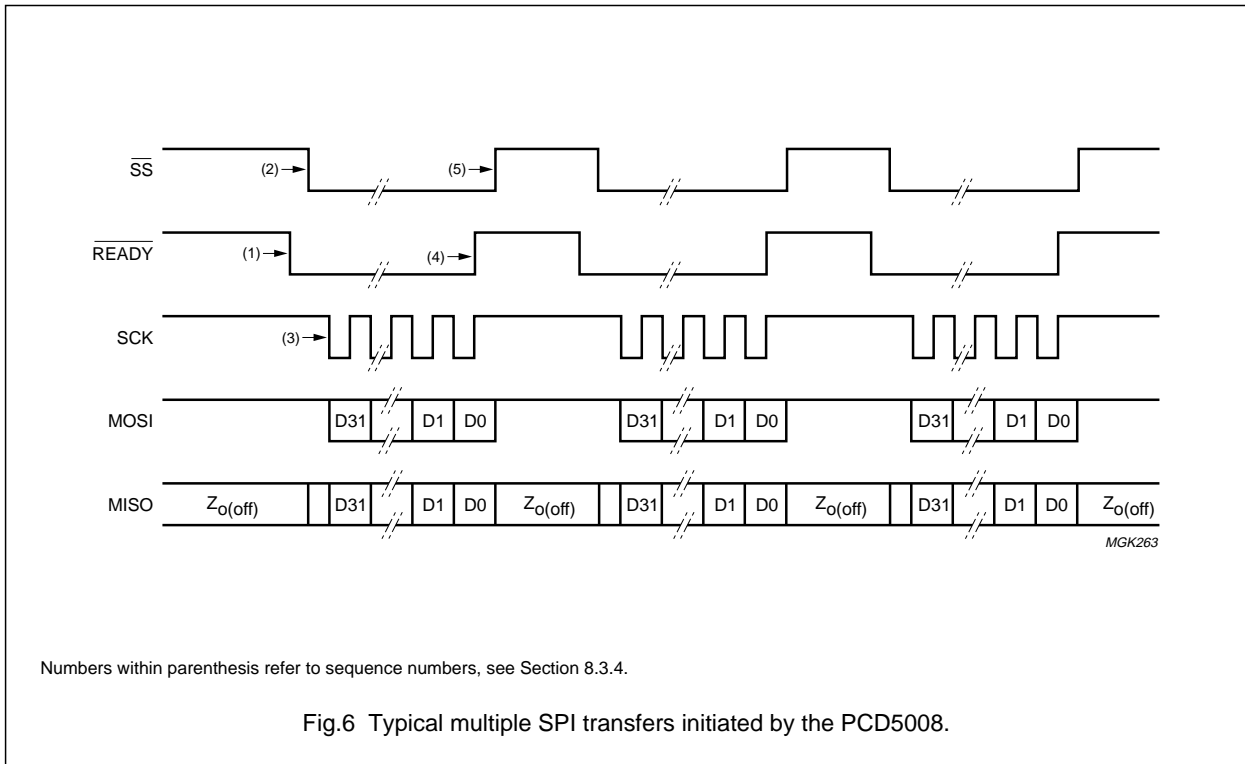 SS (2) (5)
READY (1) (4)
SCK (3)
MOSI D31 D1 D0 D31 D1 D0 D31 D1 D0
MISO Zo(off) D31 D1 D0 Zo(off) D31 D1 D0 Zo(off) D31 D1 D0 Zo(off)
MGK263
Numbers within parenthesis refer to sequence numbers, see Section 8.3.4.
Fig.6 Typical multiple SPI transfers initiated by the PCD5008.